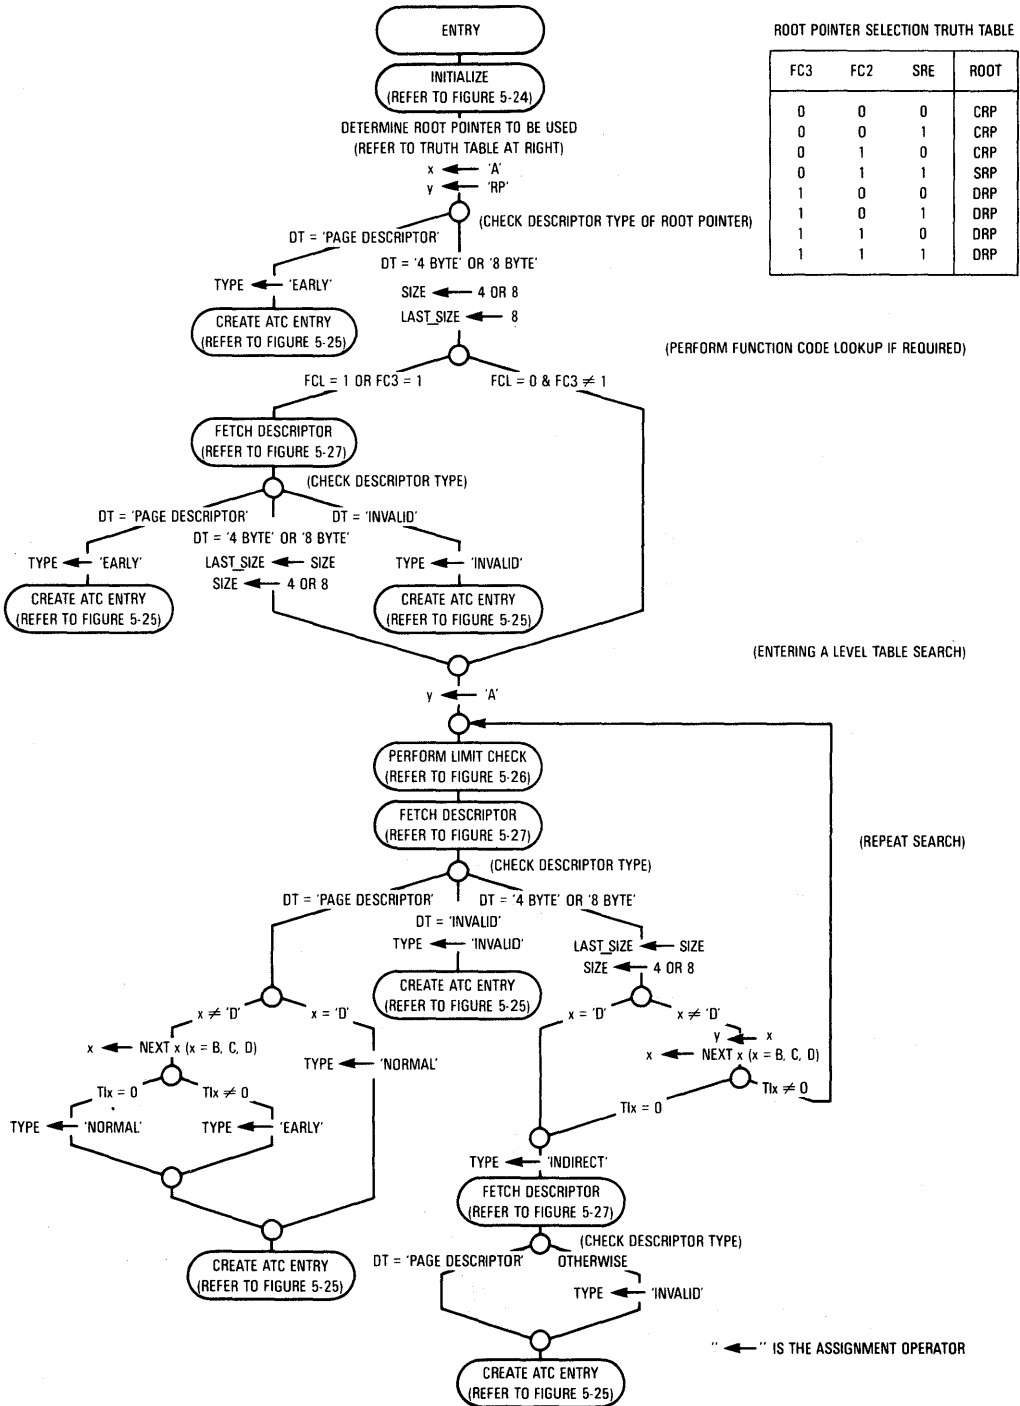 ENTRY
ROOT POINTER SELECTION TRUTH TABLE
FC3 FC2 SRE ROOT
0 0 0 CRP
0 0 1 CRP
0 1 0 CRP
0 1 1 SRP
1 0 0 DRP
1 0 1 DRP
1 1 0 DRP
1 1 1 DRP
INITIALIZE
(REFER TO FIGURE 5-24)
DETERMINE ROOT POINTER TO BE USED
(REFER TO TRUTH TABLE AT RIGHT)
x ← 'A'
y ← 'RP'
(CHECK DESCRIPTOR TYPE OF ROOT POINTER)
DT = 'PAGE DESCRIPTOR'
TYPE ← 'EARLY'
CREATE ATC ENTRY
(REFER TO FIGURE 5-25)
DT = '4 BYTE' OR '8 BYTE'
SIZE ← 4 OR 8
LAST_SIZE ← 8
(PERFORM FUNCTION CODE LOOKUP IF REQUIRED)
FCL = 1 OR FC3 = 1
FCL = 0 & FC3 ≠ 1
FETCH DESCRIPTOR
(REFER TO FIGURE 5-27)
(CHECK DESCRIPTOR TYPE)
DT = 'PAGE DESCRIPTOR'
TYPE ← 'EARLY'
CREATE ATC ENTRY
(REFER TO FIGURE 5-25)
DT = '4 BYTE' OR '8 BYTE'
LAST_SIZE ← SIZE
SIZE ← 4 OR 8
DT = 'INVALID'
TYPE ← 'INVALID'
CREATE ATC ENTRY
(REFER TO FIGURE 5-25)
(ENTERING A LEVEL TABLE SEARCH)
y ← 'A'
PERFORM LIMIT CHECK
(REFER TO FIGURE 5-26)
FETCH DESCRIPTOR
(REFER TO FIGURE 5-27)
(REPEAT SEARCH)
(CHECK DESCRIPTOR TYPE)
DT = 'PAGE DESCRIPTOR'
DT = 'INVALID'
TYPE ← 'INVALID'
CREATE ATC ENTRY
(REFER TO FIGURE 5-25)
DT = '4 BYTE' OR '8 BYTE'
LAST_SIZE ← SIZE
SIZE ← 4 OR 8
x ≠ 'D'
x = 'D'
x ← NEXT x (x = B, C, D)
TIx = 0
TIx ≠ 0
TYPE ← 'NORMAL'
TYPE ← 'EARLY'
TYPE ← 'NORMAL'
CREATE ATC ENTRY
(REFER TO FIGURE 5-25)
x = 'D'
x ≠ 'D'
y ← x
x ← NEXT x (x = B, C, D)
TIx = 0
TIx ≠ 0
TYPE ← 'INDIRECT'
FETCH DESCRIPTOR
(REFER TO FIGURE 5-27)
(CHECK DESCRIPTOR TYPE)
DT = 'PAGE DESCRIPTOR'
OTHERWISE
TYPE ← 'INVALID'
CREATE ATC ENTRY
(REFER TO FIGURE 5-25)
" ← " IS THE ASSIGNMENT OPERATOR